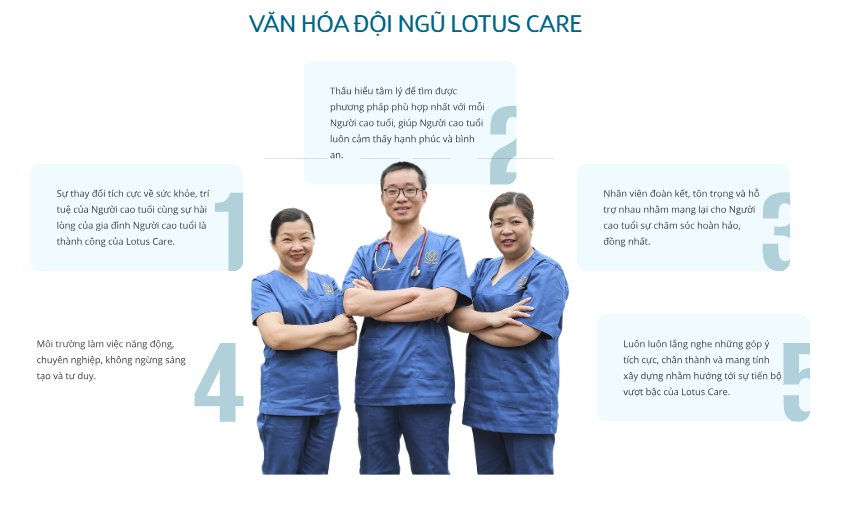 VĂN HÓA ĐỘI NGŨ LOTUS CARE
Sự thay đổi tích cực về sức khỏe, trí
tuệ của Người cao tuổi cùng sự hài
lòng của gia đình Người cao tuổi là
thành công của Lotus Care.
1
Thấu hiểu tâm lý để tìm được
phương pháp phù hợp nhất với mỗi
Người cao tuổi, giúp Người cao tuổi
luôn cảm thấy hạnh phúc và bình
an.
2
Nhân viên đoàn kết, tôn trọng và hỗ
trợ nhau nhằm mang lại cho Người
cao tuổi sự chăm sóc hoàn hảo,
đồng nhất.
3
Môi trường làm việc năng động,
chuyên nghiệp, không ngừng sáng
tạo và tư duy.
4
Luôn luôn lắng nghe những góp ý
tích cực, chân thành và mang tính
xây dựng nhằm hướng tới sự tiến bộ
vượt bậc của Lotus Care.
5